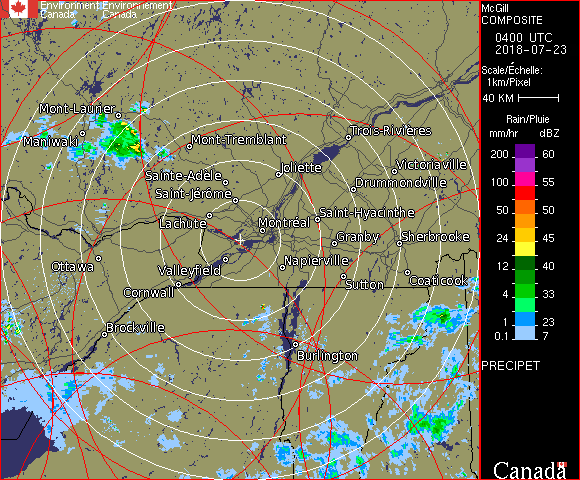 Environment Environnement
Canada Canada
McGill
COMPOSITE
0400 UTC
2018-07-23
Scale/Échelle:
1km/Pixel
40 KM
Rain/Pluie
mm/hr dBZ
200 60
150 57
100 55
50 50
24 45
12 40
4 33
1 23
0.1 7
PRECIPET
Canada
Mont-Laurier
Maniwaki
Mont-Tremblant
Trois-Rivières
Joliette
Victoriaville
Sainte-Adèle
Drummondville
Saint-Jérôme
Saint-Hyacinthe
Lachute
Montréal
Granby
Sherbrooke
Ottawa
Valleyfield
Napierville
Sutton
Coaticook
Cornwall
Brockville
Burlington